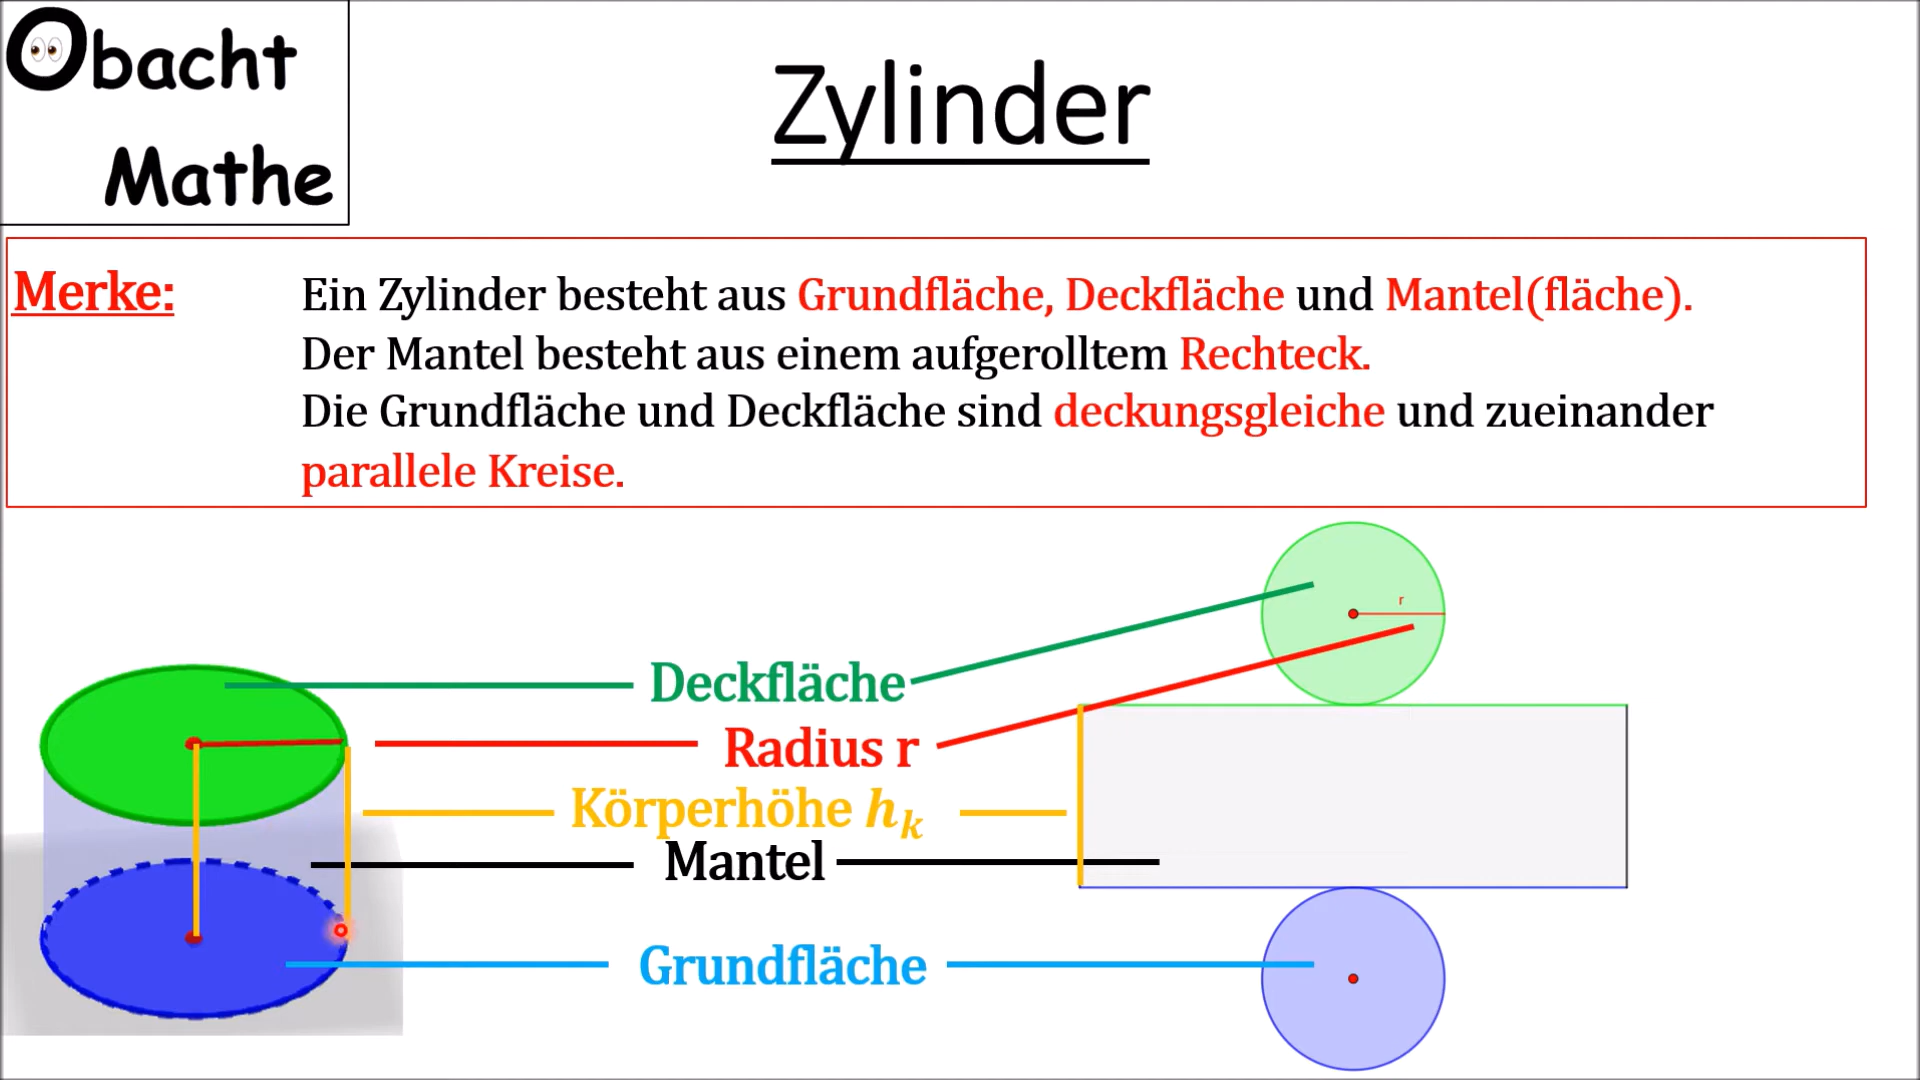 Obacht
Mathe
Zylinder
Merke:
Ein Zylinder besteht aus Grundfläche, Deckfläche und Mantel(fläche).
Der Mantel besteht aus einem aufgerolltem Rechteck.
Die Grundfläche und Deckfläche sind deckungsgleiche und zueinander
parallele Kreise.
r
Deckfläche
Radius r
Körperhöhe h_k
Mantel
Grundfläche